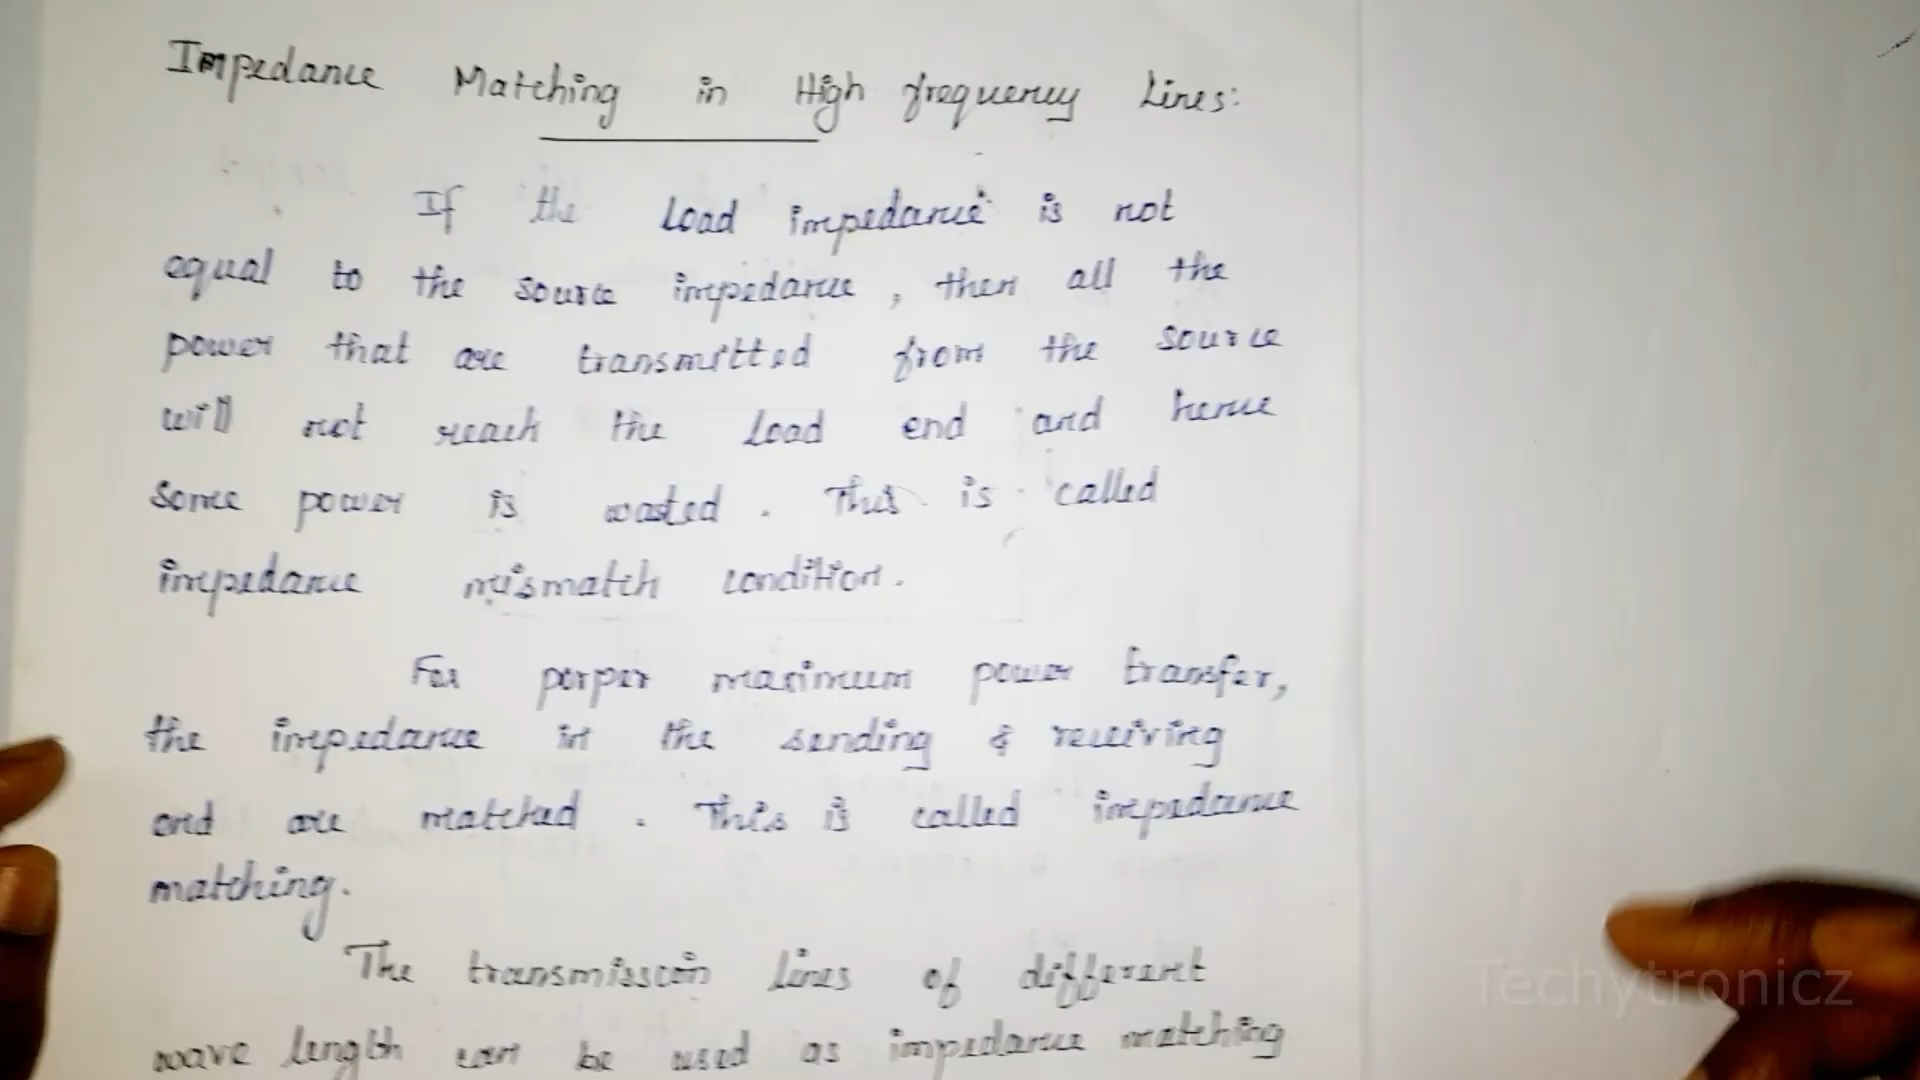 Impedance Matching in High frequency Lines:
If the load impedance is not
equal to the source impedance, then all the
power that are transmitted from the source
will not reach the load end and hence
some power is wasted. This is called
impedance mismatch condition.
For porper maximum power transfer,
the impedance in the sending & receiving
end are matched. This is called impedance
matching.
The transmission lines of different
wave length can be used as impedance matching
Techytronicz